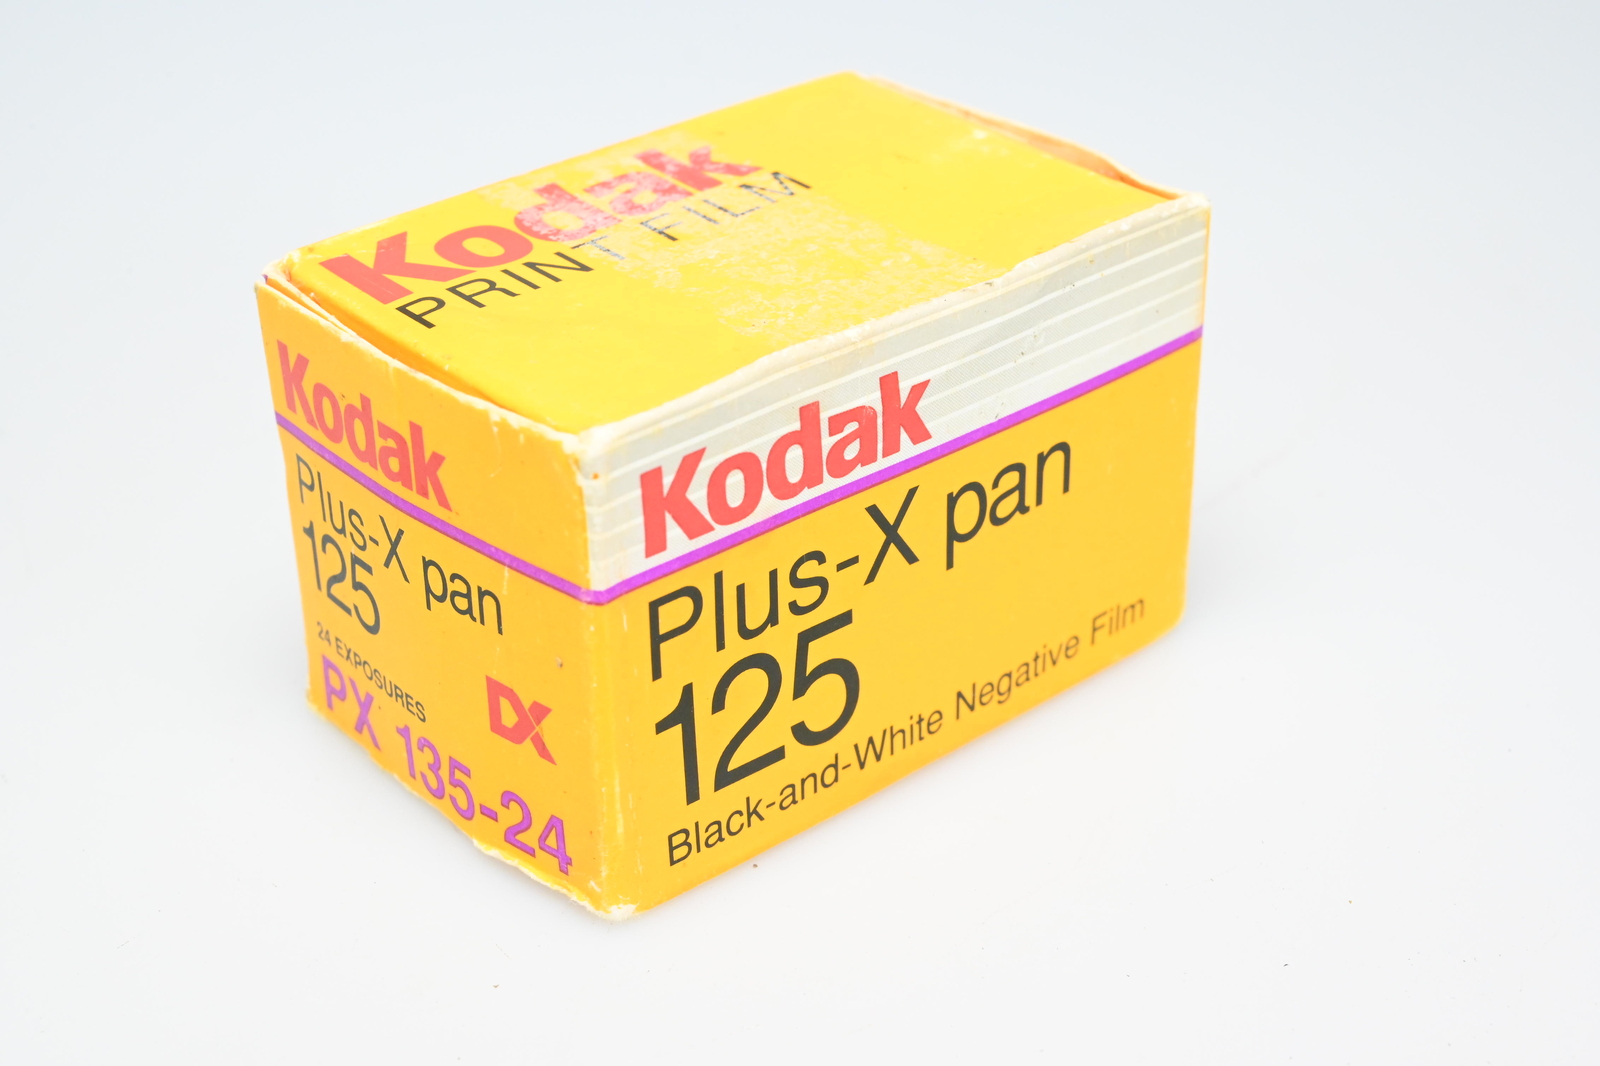 Kodak
PRINT FILM
Kodak
Plus-X pan
125
24 EXPOSURES
DX
PX 135-24
Kodak
Plus-X pan
125
Black-and-White Negative Film